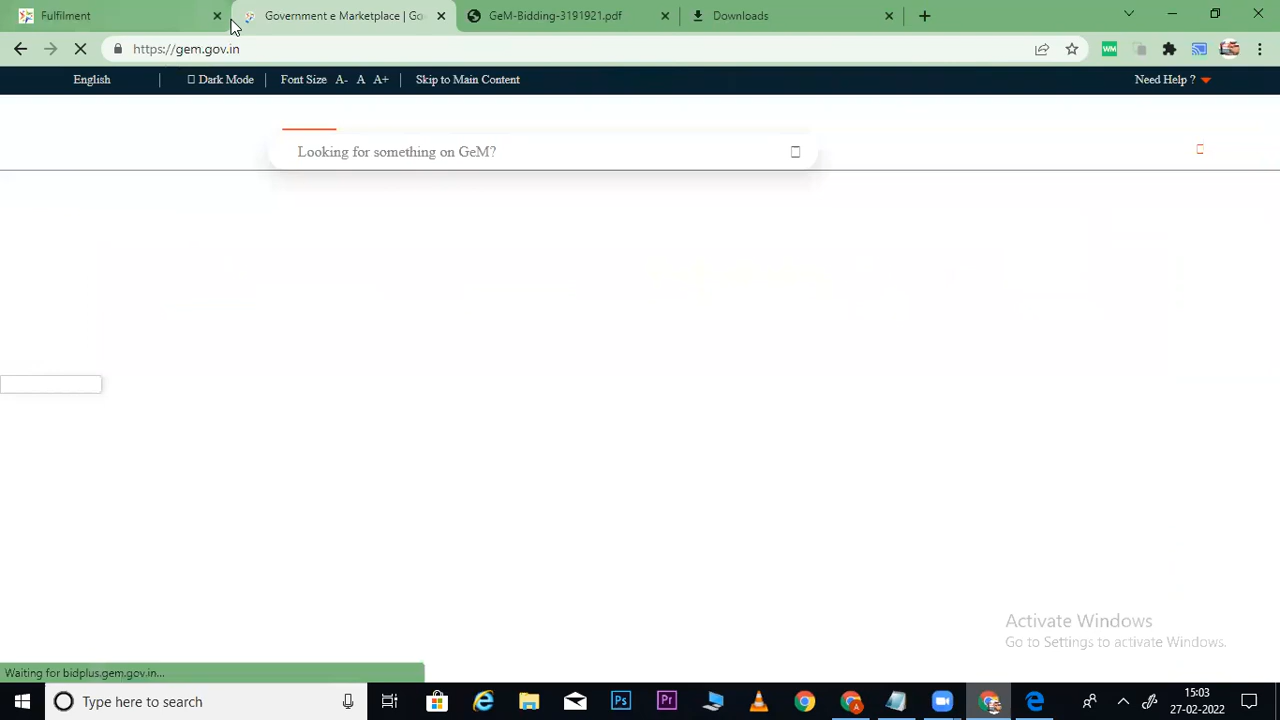 Fulfilment
Government e Marketplace | Go
GeM-Bidding-3191921.pdf
Downloads
https://gem.gov.in
English
Dark Mode
Font Size A- A A+
Skip to Main Content
Need Help ?
Looking for something on GeM?
Activate Windows
Go to Settings to activate Windows.
Waiting for bidplus.gem.gov.in...
Type here to search
15:03
27-02-2022